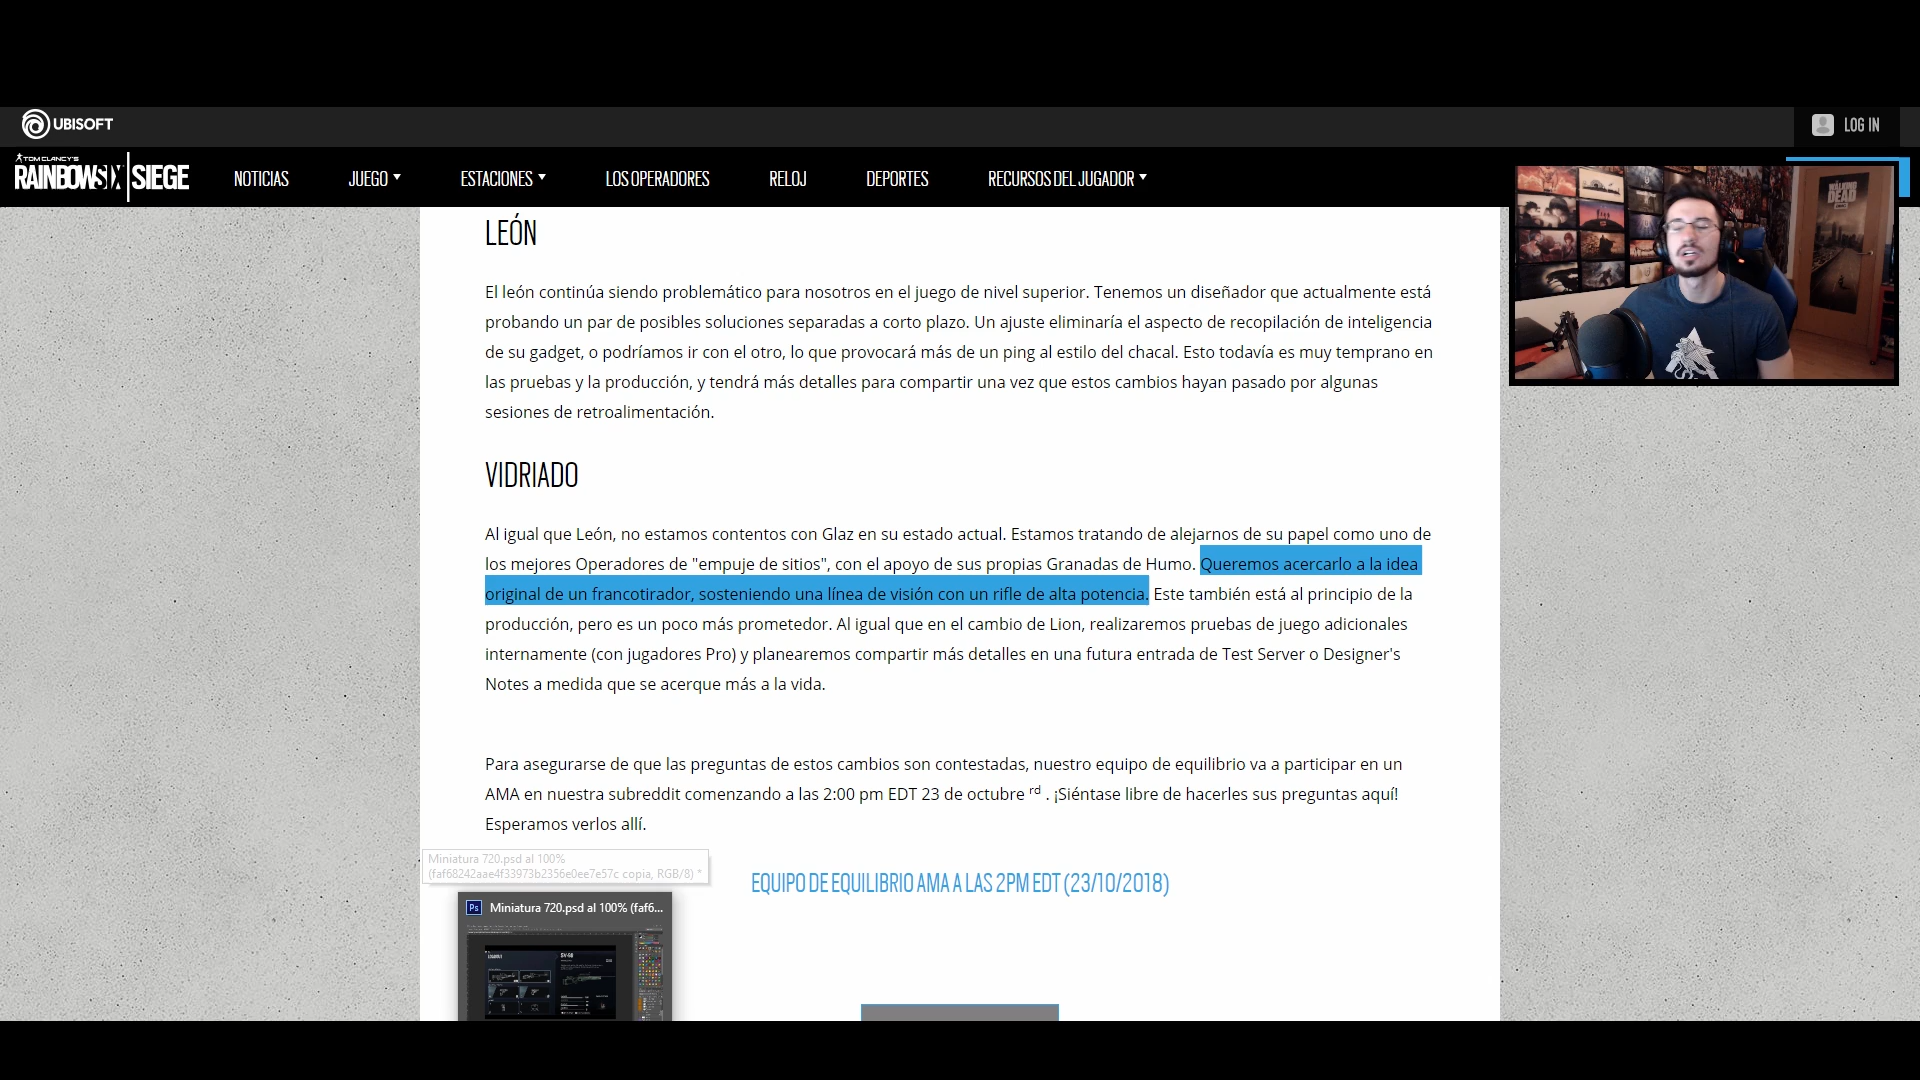 UBISOFT
LOG IN
TOM CLANCY'S
RAINBOWSIX SIEGE
NOTICIAS
JUEGO
ESTACIONES
LOS OPERADORES
RELOJ
DEPORTES
RECURSOS DEL JUGADOR
THE
WALKING
DEAD
LEÓN
El león continúa siendo problemático para nosotros en el juego de nivel superior. Tenemos un diseñador que actualmente está
probando un par de posibles soluciones separadas a corto plazo. Un ajuste eliminaría el aspecto de recopilación de inteligencia
de su gadget, o podríamos ir con el otro, lo que provocará más de un ping al estilo del chacal. Esto todavía es muy temprano en
las pruebas y la producción, y tendrá más detalles para compartir una vez que estos cambios hayan pasado por algunas
sesiones de retroalimentación.
VIDRIADO
Al igual que León, no estamos contentos con Glaz en su estado actual. Estamos tratando de alejarnos de su papel como uno de
los mejores Operadores de "empuje de sitios", con el apoyo de sus propias Granadas de Humo. Queremos acercarlo a la idea
original de un francotirador, sosteniendo una línea de visión con un rifle de alta potencia. Este también está al principio de la
producción, pero es un poco más prometedor. Al igual que en el cambio de Lion, realizaremos pruebas de juego adicionales
internamente (con jugadores Pro) y planearemos compartir más detalles en una futura entrada de Test Server o Designer's
Notes a medida que se acerque más a la vida.
Para asegurarse de que las preguntas de estos cambios son contestadas, nuestro equipo de equilibrio va a participar en un
AMA en nuestra subreddit comenzando a las 2:00 pm EDT 23 de octubre rd . ¡Siéntase libre de hacerles sus preguntas aquí!
Esperamos verlos allí.
Miniatura 720.psd al 100%
(faf68242aae4f33973b2356e0ee7e57c copia, RGB/8) *
EQUIPO DE EQUILIBRIO AMA A LAS 2PM EDT (23/10/2018)
Ps Miniatura 720.psd al 100% (faf6...